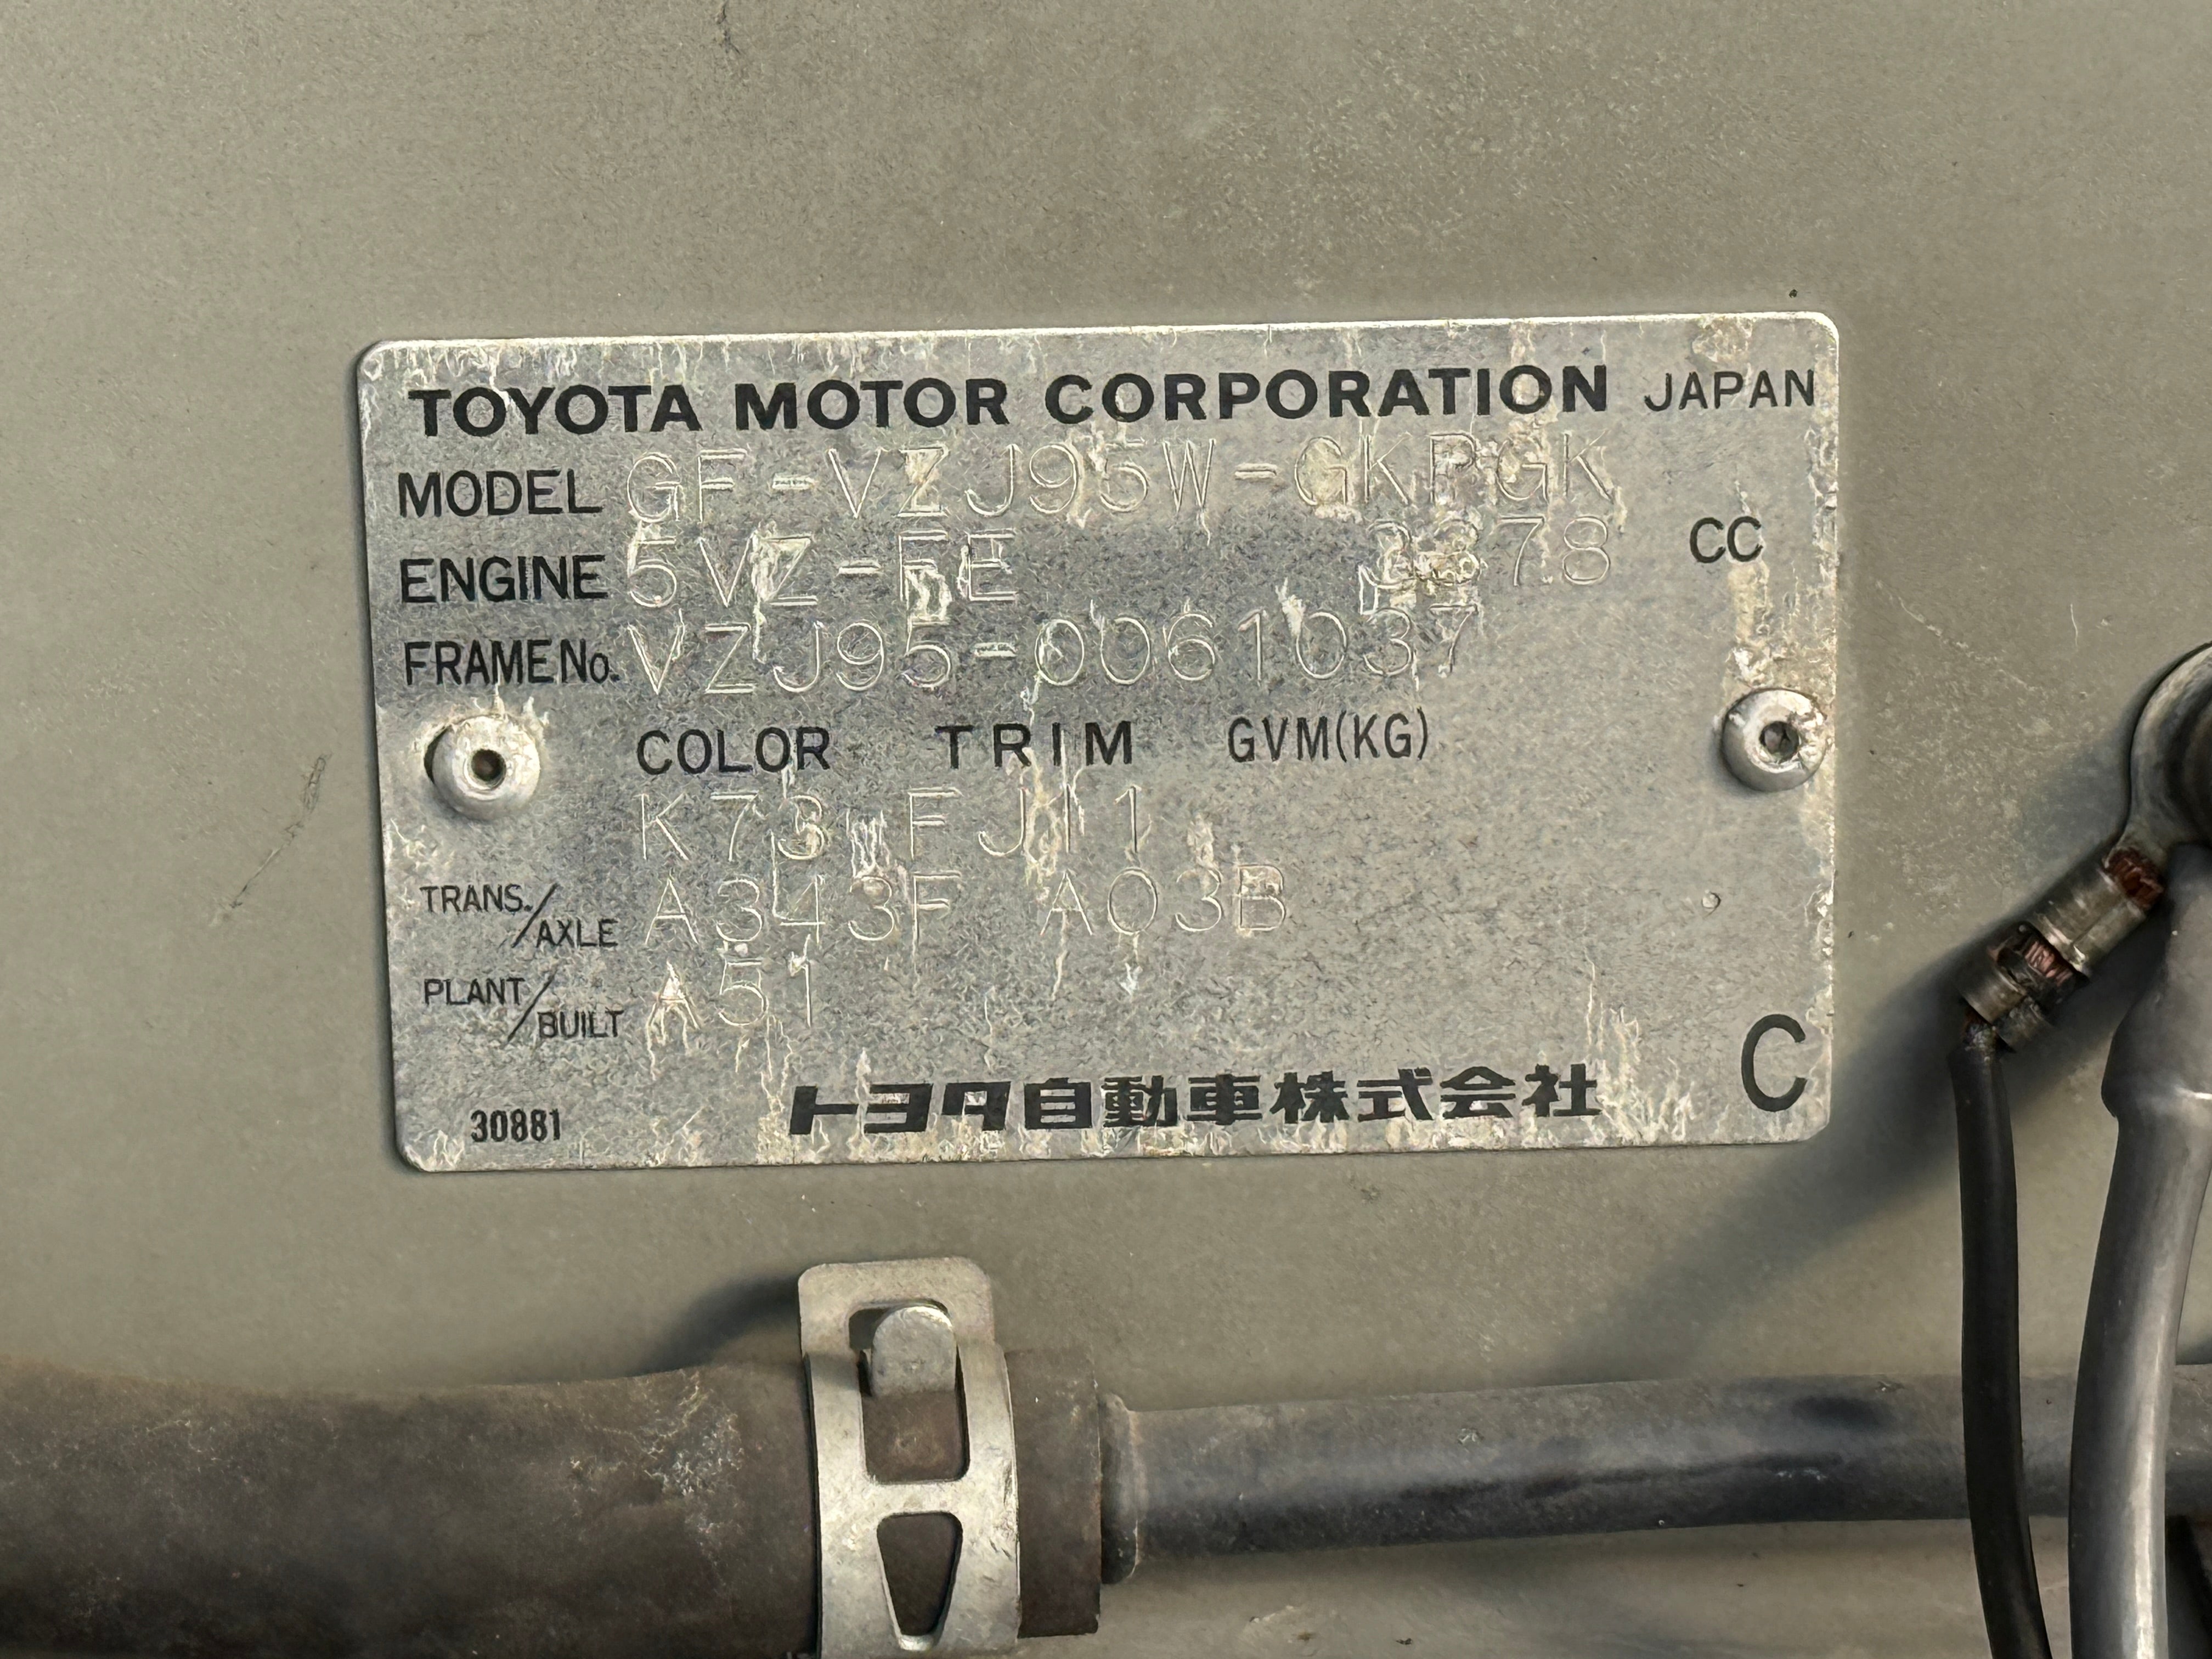 TOYOTA MOTOR CORPORATION JAPAN
MODEL GF-VZJ95W-GKPGK
ENGINE 5VZ-FE 3378 CC
FRAME No. VZJ95-0061037
COLOR TRIM GVM(KG)
K73 FJ11
TRANS./AXLE A343F A03B
PLANT/BUILT A51
トヨタ自動車株式会社 C
30881